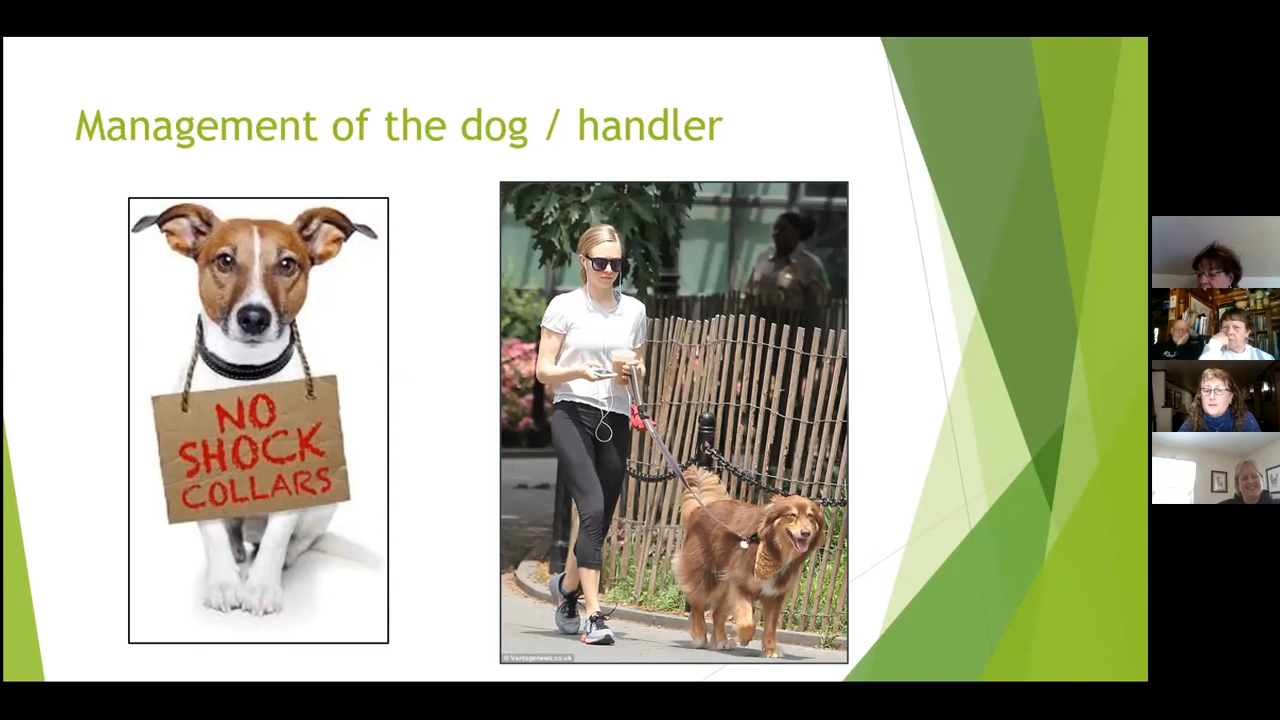 Management of the dog / handler
NO
SHOCK
COLLARS
© Vantagenews.co.uk